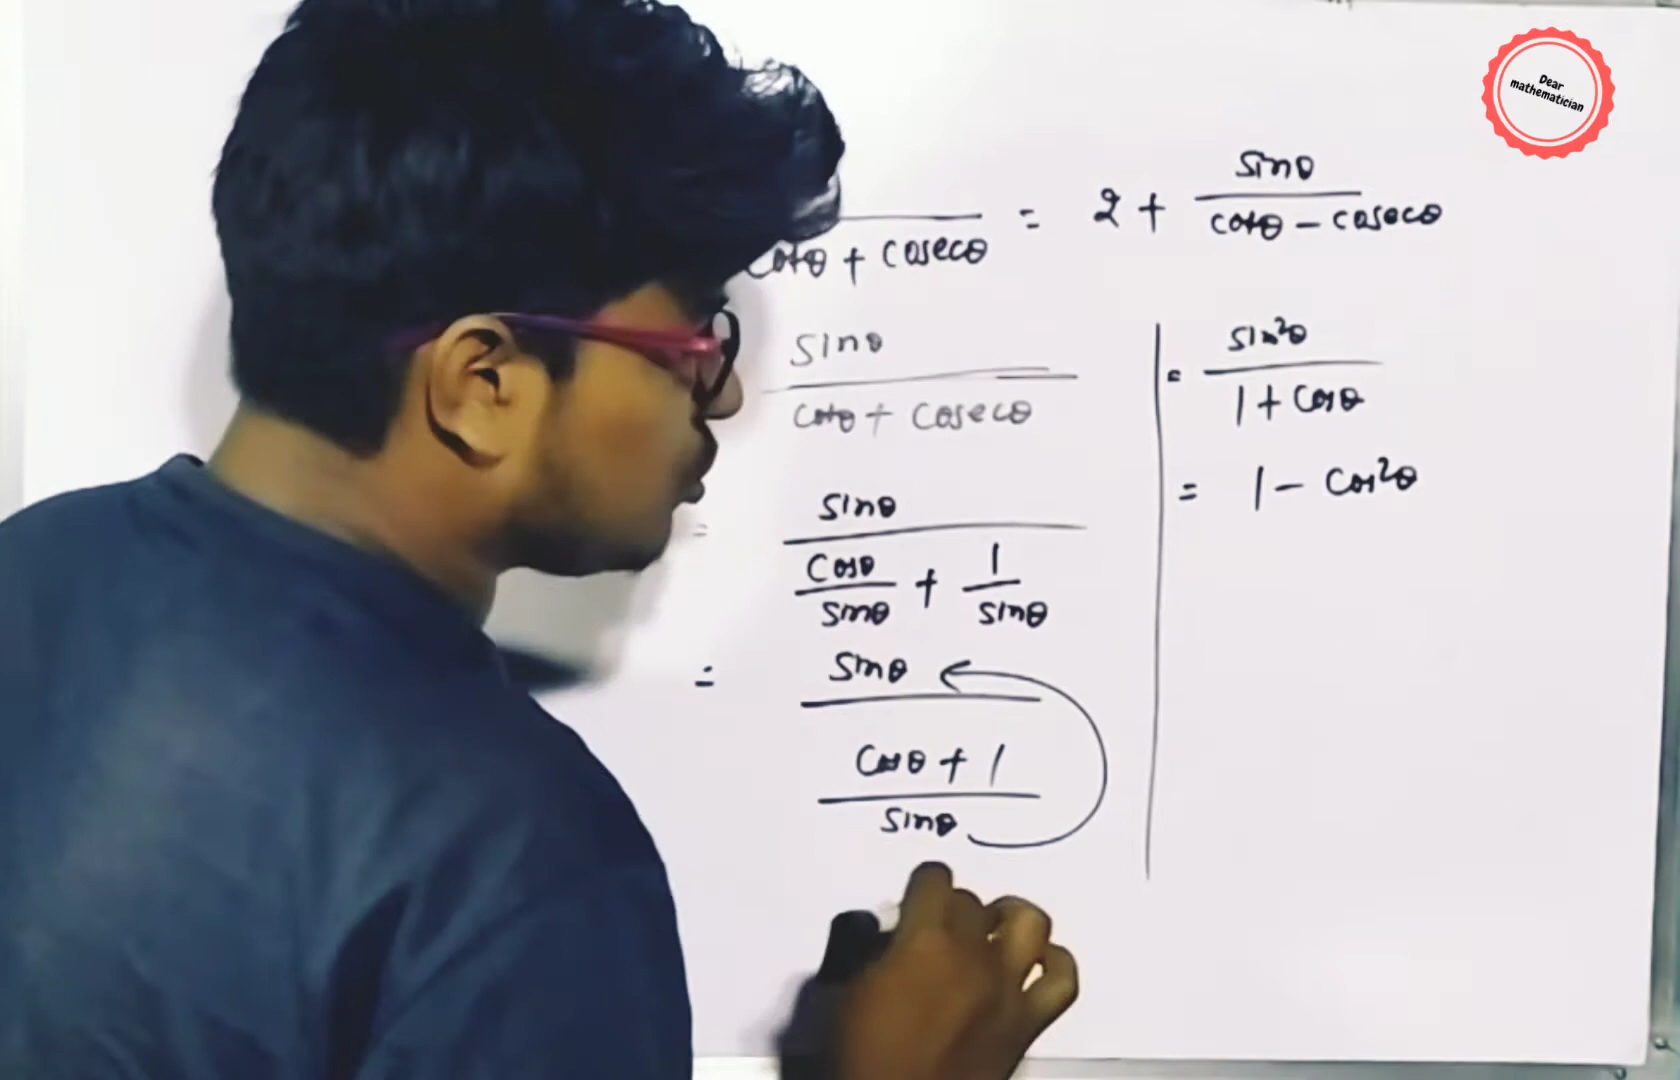 Dear
mathematician
sinθ
cotθ + cosecθ = 2 + cotθ - cosecθ
sinθ
cotθ + cosecθ
= sinθ
cosθ + 1
sinθ sinθ
= sinθ
cosθ + 1
sinθ
= sin²θ
1 + cosθ
= 1 - cos²θ